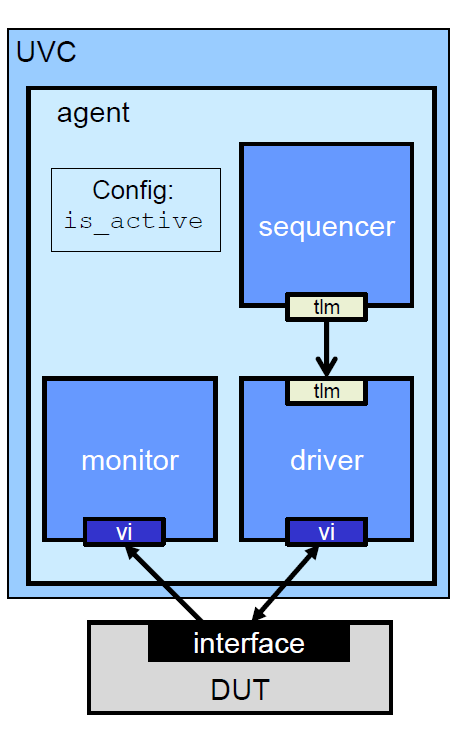 UVC
agent
Config:
is_active
sequencer
tlm
tlm
monitor
driver
vi
vi
interface
DUT